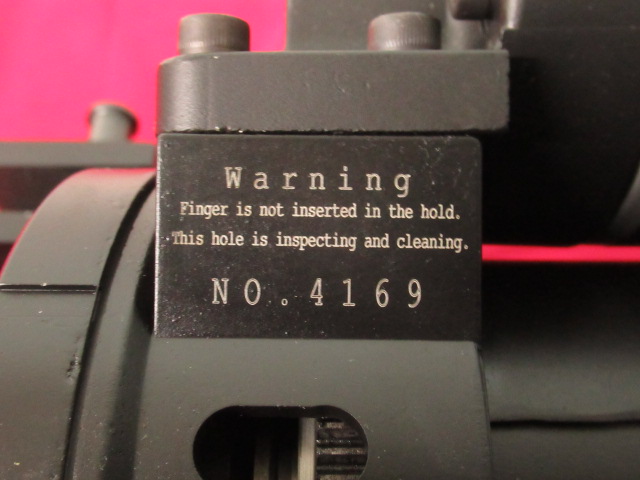 Warning
Finger is not inserted in the hold.
This hole is inspecting and cleaning.
NO.4169